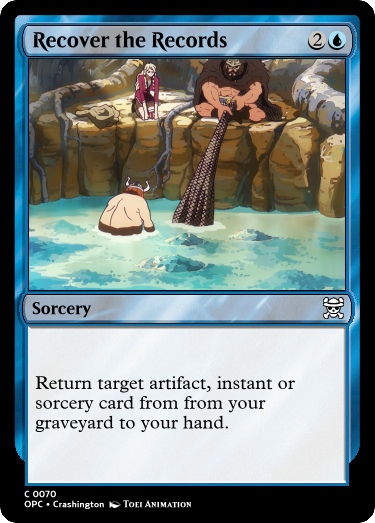 Recover the Records 2
Sorcery
Return target artifact, instant or
sorcery card from from your
graveyard to your hand.
C 0070
OPC • Crashington TOEI ANIMATION